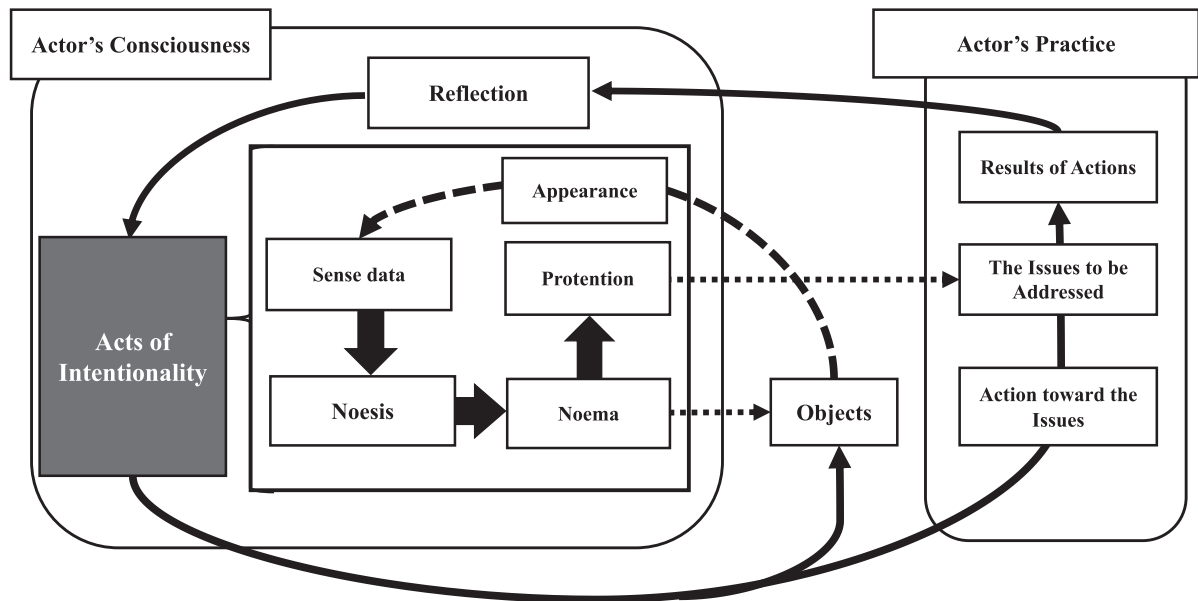 Actor's Consciousness
Actor's Practice
Reflection
Results of Actions
Appearance
Sense data
Protention
The Issues to be
Addressed
Acts of
Intentionality
Noesis
Noema
Objects
Action toward the
Issues